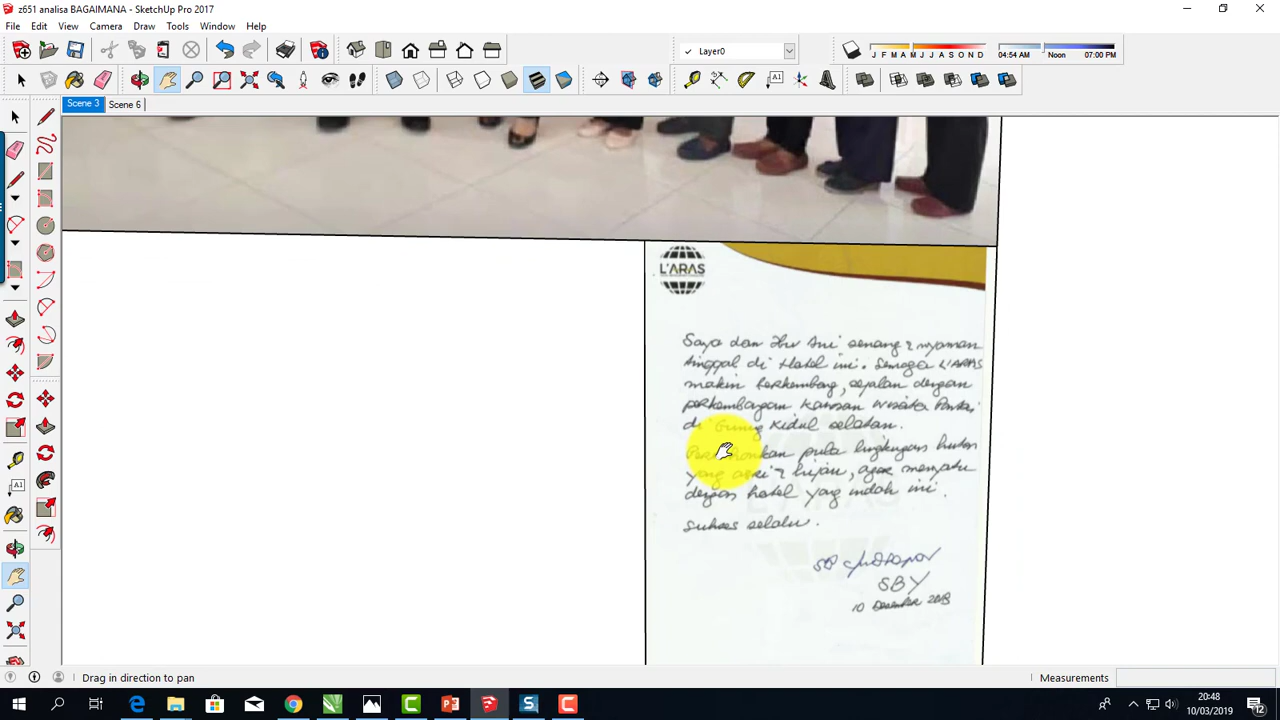 z651 analisa BAGAIMANA - SketchUp Pro 2017
File Edit View Camera Draw Tools Window Help
Layer0
J F M A M J J A S O N D
04:54 AM Noon 07:00 PM
Scene 3 Scene 6
L'ARAS
Saya dan Ibu Ani senang & nyaman
tinggal di Hotel ini. Semoga L'ARAS
makin berkembang, sejalan dengan
perkembangan Kawasan Wisata Pantai
di Gunung Kidul selatan.
pula lingkungan hutan
yang asri & hijau, agar menyatu
dengan hotel yang indah ini.
Sukses selalu.
SBY
10 Desember 2018
Drag in direction to pan
Measurements
20:48
10/03/2019
12